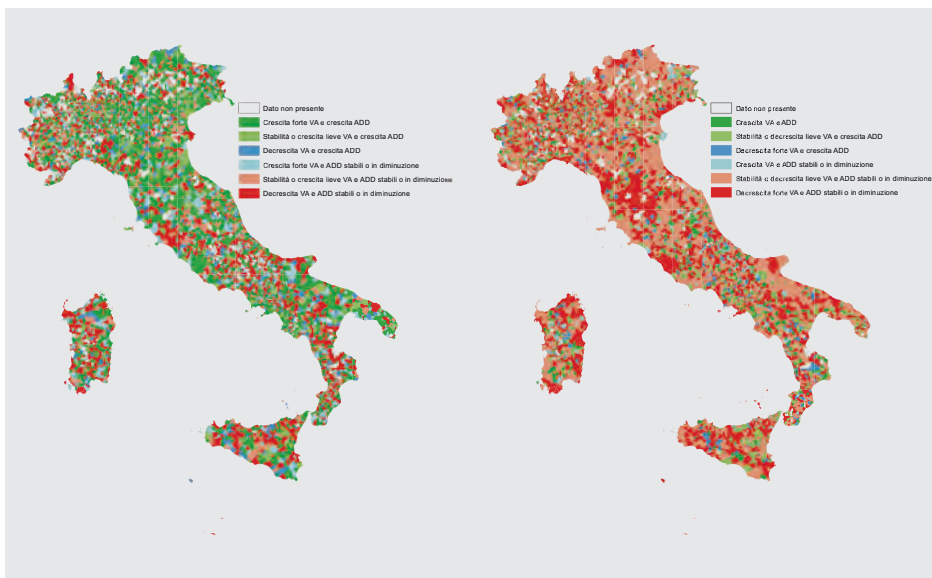 Dato non presente
Crescita forte VA e crescita ADD
Stabilità o crescita lieve VA e crescita ADD
Decrescita VA e crescita ADD
Crescita forte VA e ADD stabili o in diminuzione
Stabilità o crescita lieve VA e ADD stabili o in diminuzione
Decrescita VA e ADD stabili o in diminuzione
Dato non presente
Crescita VA e ADD
Stabilità o decrescita lieve VA e crescita ADD
Decrescita forte VA e crescita ADD
Crescita VA e ADD stabili o in diminuzione
Stabilità o decrescita lieve VA e ADD stabili o in diminuzione
Decrescita forte VA e ADD stabili o in diminuzione